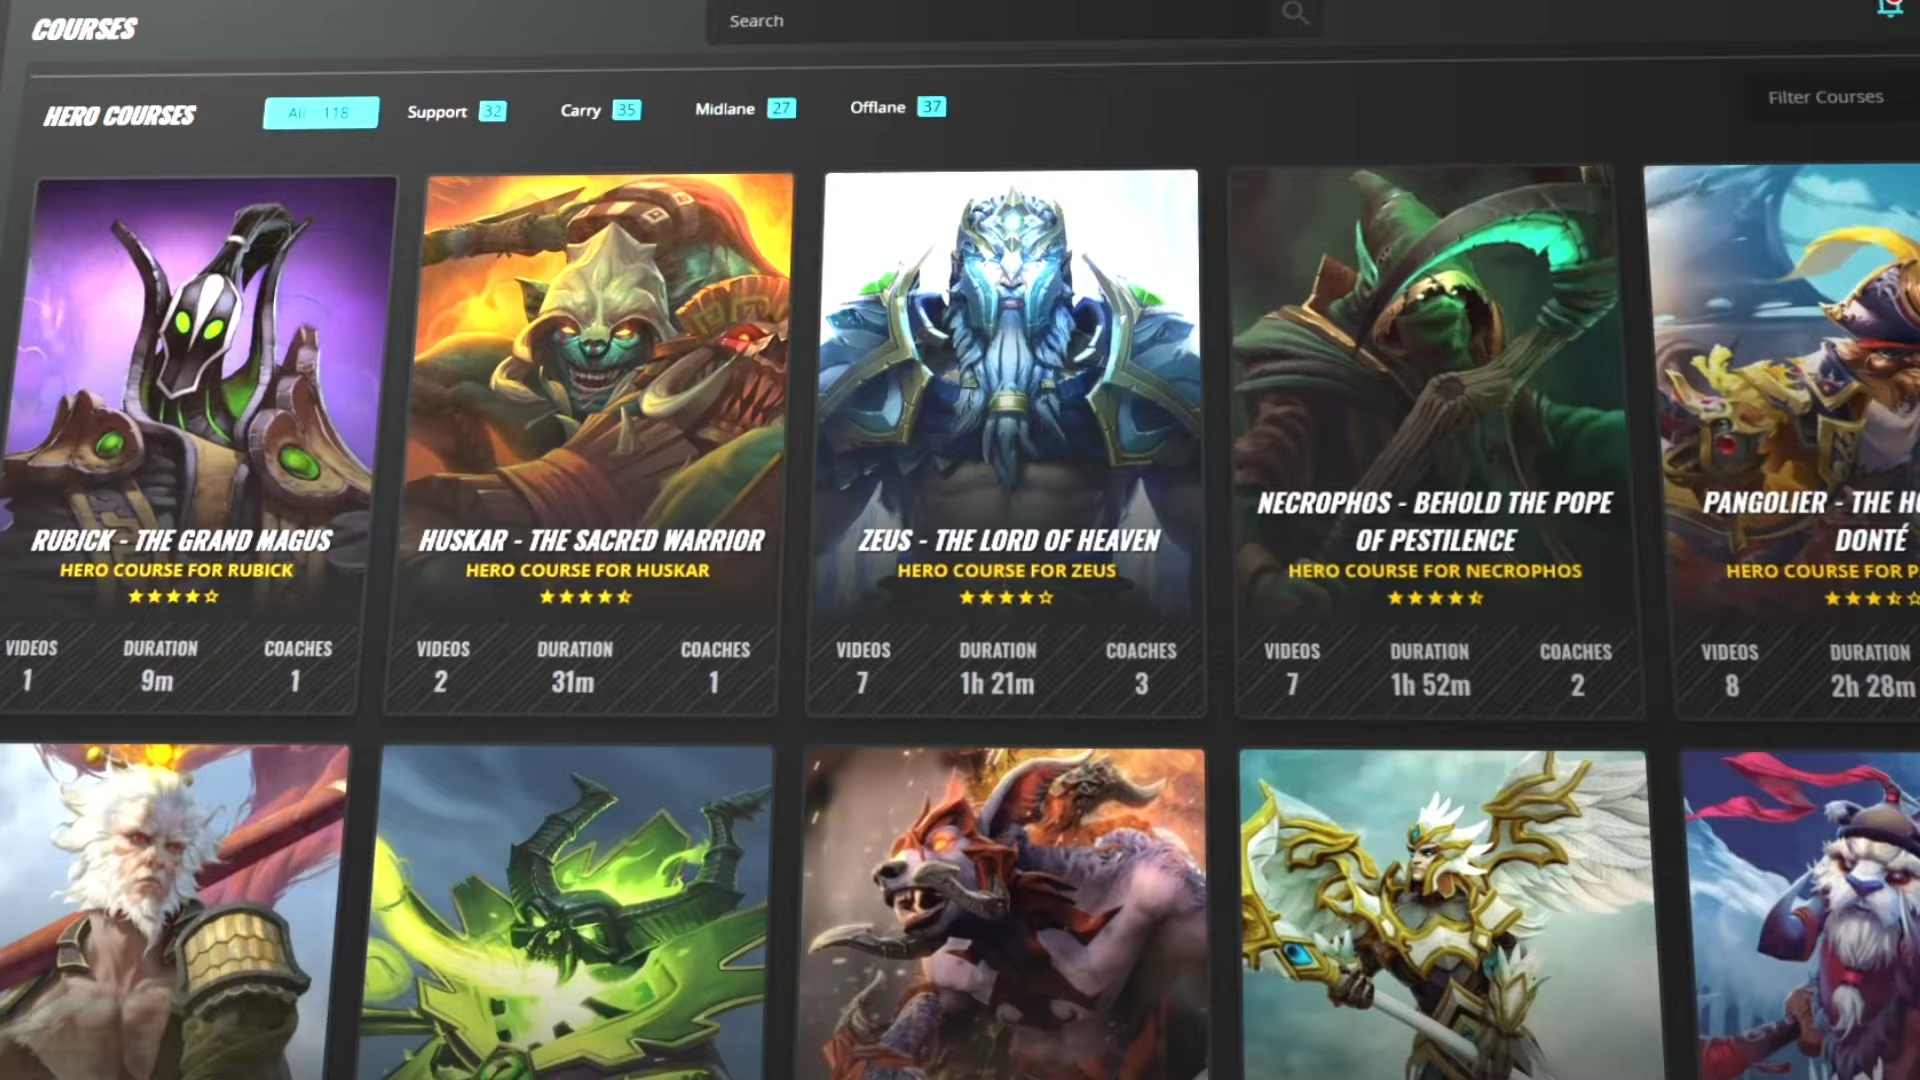 COURSES
Search
HERO COURSES
All 118
Support 32
Carry 35
Midlane 27
Offlane 37
Filter Courses
RUBICK - THE GRAND MAGUS
HERO COURSE FOR RUBICK
VIDEOS DURATION COACHES
1 9m 1
HUSKAR - THE SACRED WARRIOR
HERO COURSE FOR HUSKAR
VIDEOS DURATION COACHES
2 31m 1
ZEUS - THE LORD OF HEAVEN
HERO COURSE FOR ZEUS
VIDEOS DURATION COACHES
7 1h 21m 3
NECROPHOS - BEHOLD THE POPE
OF PESTILENCE
HERO COURSE FOR NECROPHOS
VIDEOS DURATION COACHES
7 1h 52m 2
PANGOLIER - THE
DONTÉ
HERO COURSE FOR
VIDEOS DURATION
8 2h 28m